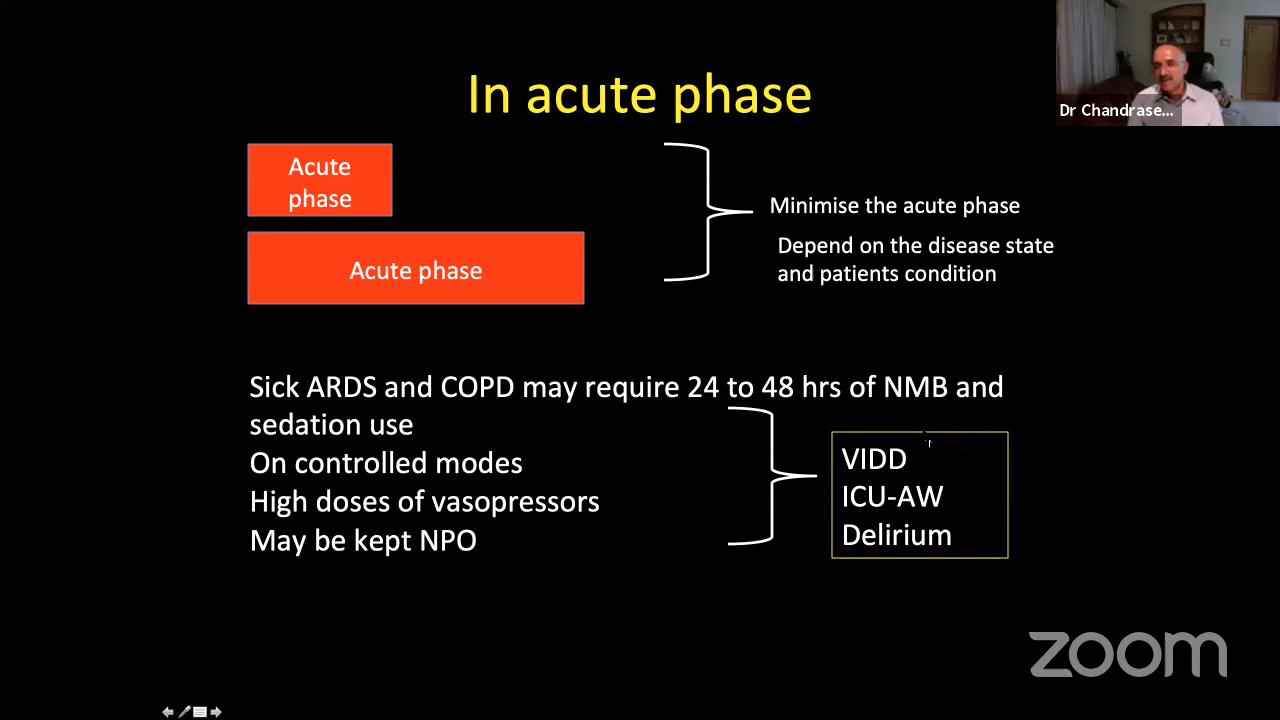 Dr Chandrase...
In acute phase
Acute
phase
Acute phase
Minimise the acute phase
Depend on the disease state
and patients condition
Sick ARDS and COPD may require 24 to 48 hrs of NMB and
sedation use
On controlled modes
High doses of vasopressors
May be kept NPO
VIDD
ICU-AW
Delirium
zoom